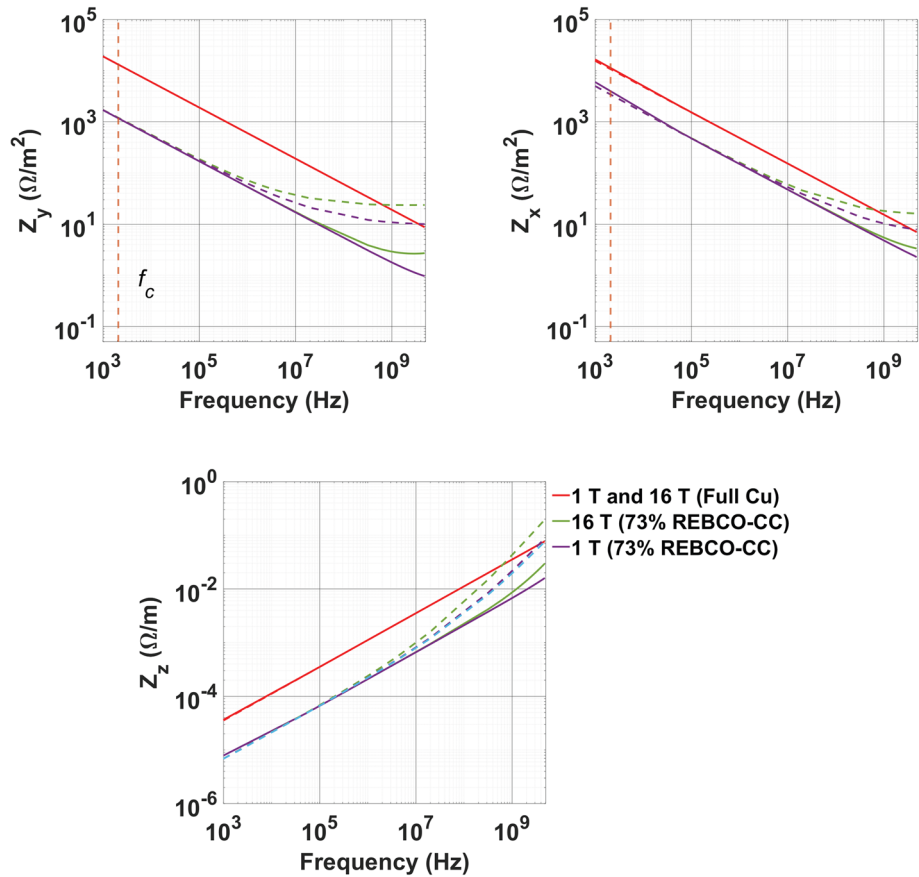 10^5
10^3
10^1
10^-1
Z_y (Ω/m^2)
f_c
10^3 10^5 10^7 10^9
Frequency (Hz)
10^5
10^3
10^1
10^-1
Z_x (Ω/m^2)
10^3 10^5 10^7 10^9
Frequency (Hz)
10^0
10^-2
10^-4
10^-6
Z_z (Ω/m)
10^3 10^5 10^7 10^9
Frequency (Hz)
1 T and 16 T (Full Cu)
16 T (73% REBCO-CC)
1 T (73% REBCO-CC)